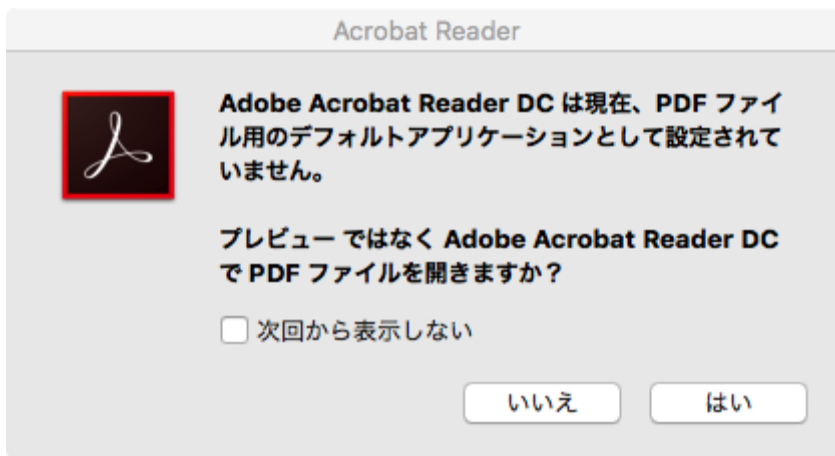 Acrobat Reader
Adobe Acrobat Reader DC は現在、PDF ファイ
ル用のデフォルトアプリケーションとして設定されて
いません。
プレビュー ではなく Adobe Acrobat Reader DC
で PDF ファイルを開きますか？
次回から表示しない
いいえ
はい